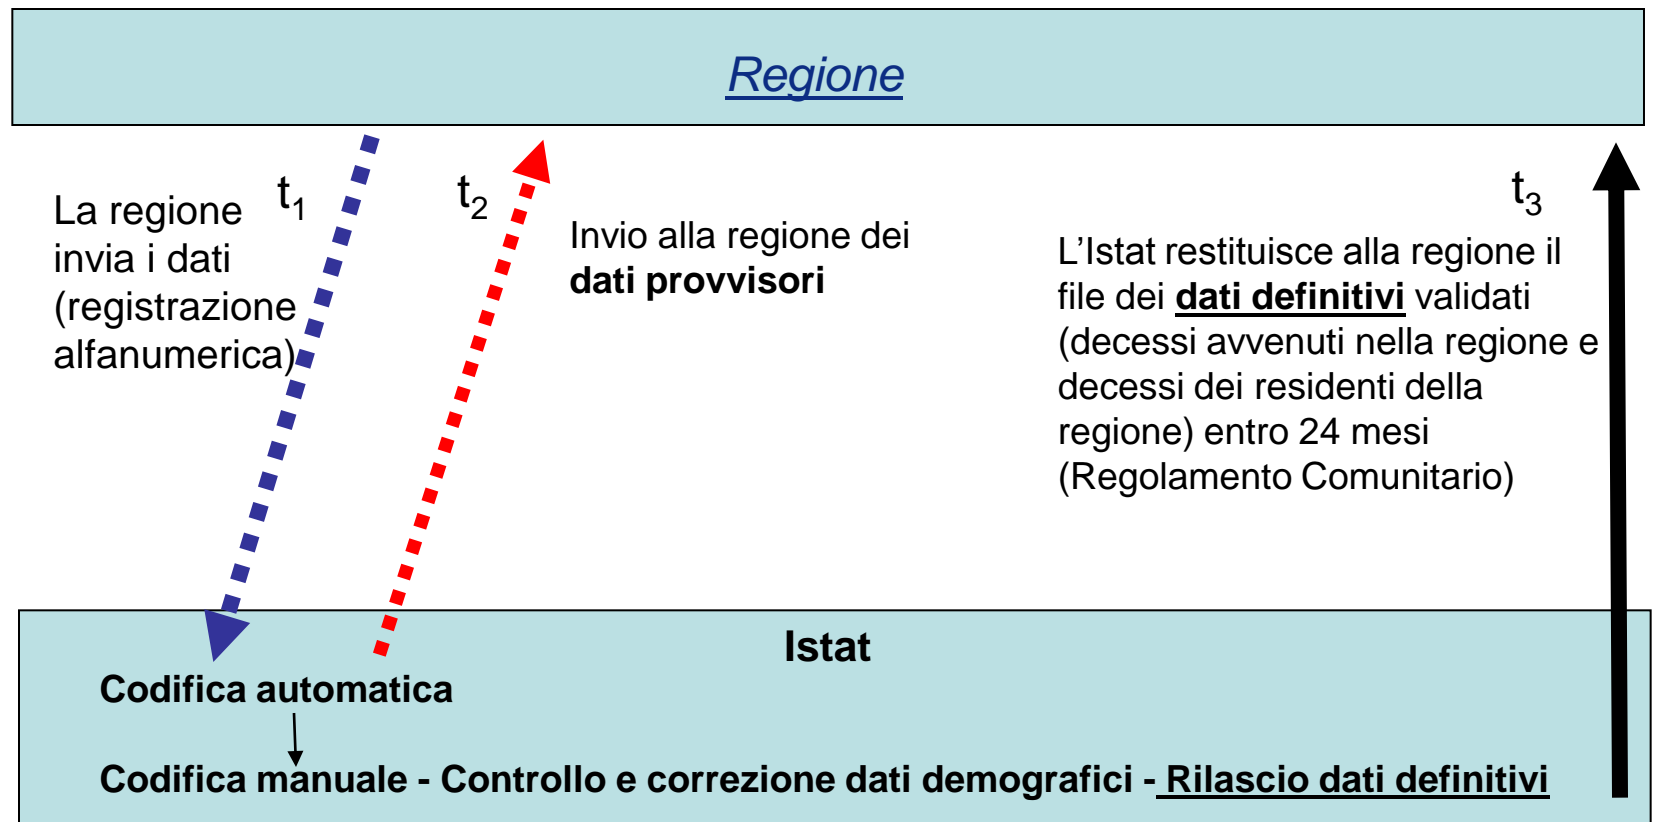 Regione
La regione
invia i dati
(registrazione
alfanumerica)
t1
t2
Invio alla regione dei
dati provvisori
t3
L’Istat restituisce alla regione il
file dei dati definitivi validati
(decessi avvenuti nella regione e
decessi dei residenti della
regione) entro 24 mesi
(Regolamento Comunitario)
Istat
Codifica automatica
Codifica manuale - Controllo e correzione dati demografici - Rilascio dati definitivi